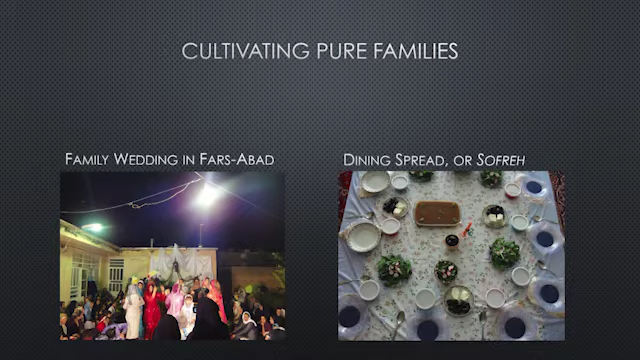 CULTIVATING PURE FAMILIES
FAMILY WEDDING IN FARS-ABAD
DINING SPREAD, OR SOFREH